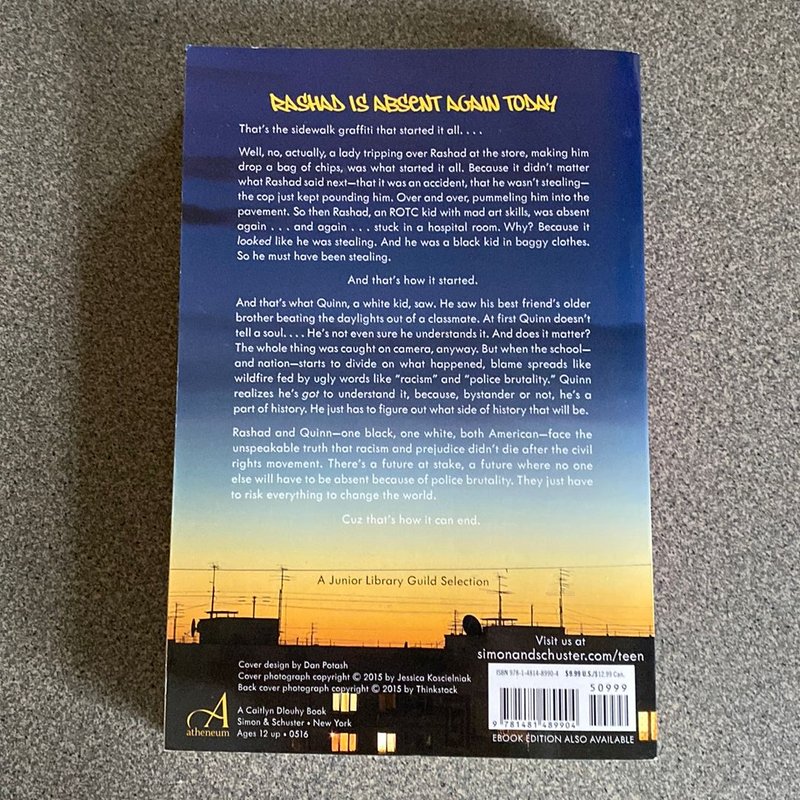 RASHAD IS ABSENT AGAIN TODAY
That's the sidewalk graffiti that started it all. . . .
Well, no, actually, a lady tripping over Rashad at the store, making him
drop a bag of chips, was what started it all. Because it didn't matter
what Rashad said next—that it was an accident, that he wasn't stealing—
the cop just kept pounding him. Over and over, pummeling him into the
pavement. So then Rashad, an ROTC kid with mad art skills, was absent
again . . . and again . . . stuck in a hospital room. Why? Because it
looked like he was stealing. And he was a black kid in baggy clothes.
So he must have been stealing.
And that's how it started.
And that's what Quinn, a white kid, saw. He saw his best friend's older
brother beating the daylights out of a classmate. At first Quinn doesn't
tell a soul. . . . He's not even sure he understands it. And does it matter?
The whole thing was caught on camera, anyway. But when the school—
and nation—starts to divide on what happened, blame spreads like
wildfire fed by ugly words like "racism" and "police brutality." Quinn
realizes he's got to understand it, because, bystander or not, he's a
part of history. He just has to figure out what side of history that will be.
Rashad and Quinn—one black, one white, both American—face the
unspeakable truth that racism and prejudice didn't die after the civil
rights movement. There's a future at stake, a future where no one
else will have to be absent because of police brutality. They just have
to risk everything to change the world.
Cuz that's how it can end.
A Junior Library Guild Selection
Visit us at
simonandschuster.com/teen
Cover design by Dan Potash
Cover photograph copyright © 2015 by Jessica Koscielniak
Back cover photograph copyright © 2015 by Thinkstock
A
atheneum
A Caitlyn Dlouhy Book
Simon & Schuster • New York
Ages 12 up • 0516
ISBN 978-1-4814-8990-4 $9.99 U.S./$12.99 Can.
50999
9 781481 489904
EBOOK EDITION ALSO AVAILABLE